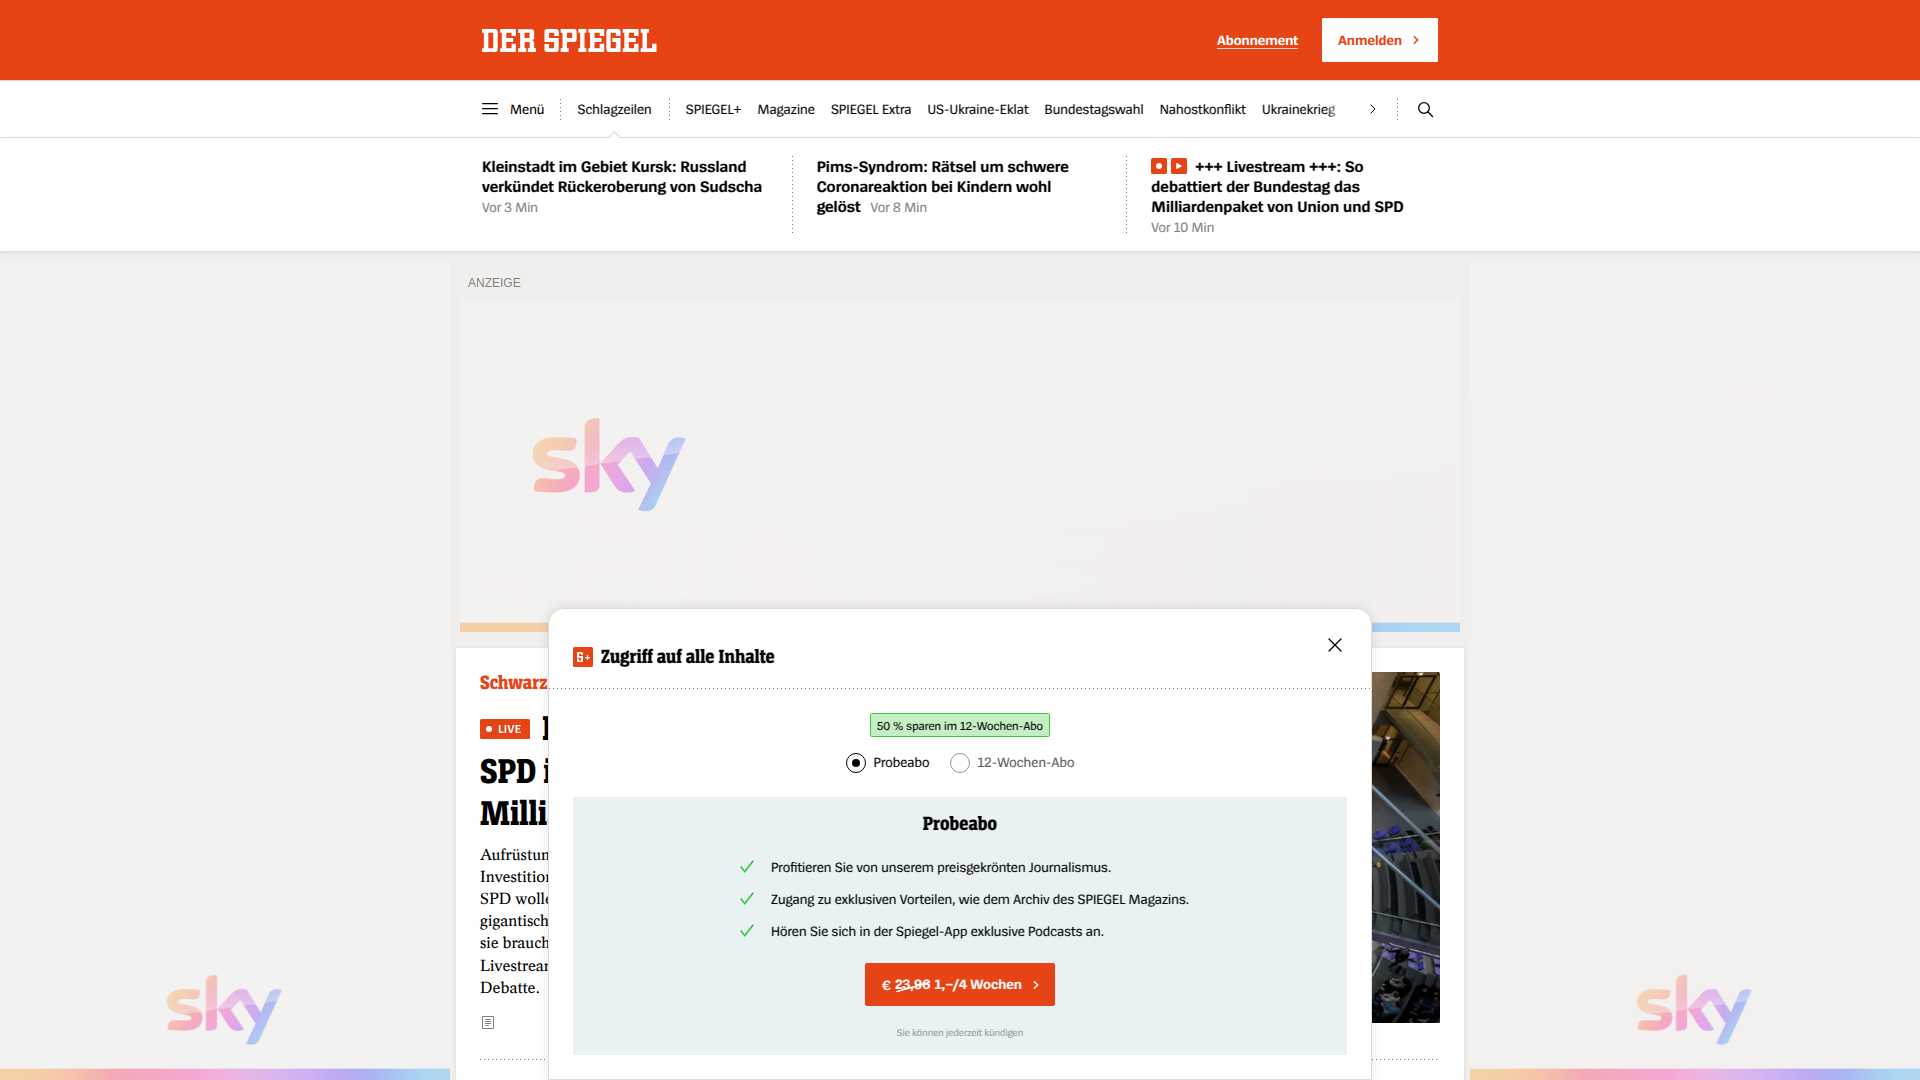 DER SPIEGEL
Abonnement
Anmelden
Menü
Schlagzeilen
SPIEGEL+
Magazine
SPIEGEL Extra
US-Ukraine-Eklat
Bundestagswahl
Nahostkonflikt
Ukrainekrieg
Kleinstadt im Gebiet Kursk: Russland
verkündet Rückeroberung von Sudscha
Vor 3 Min
Pims-Syndrom: Rätsel um schwere
Coronareaktion bei Kindern wohl
gelöst Vor 8 Min
+++ Livestream +++: So
debattiert der Bundestag das
Milliardenpaket von Union und SPD
Vor 10 Min
ANZEIGE
sky
Zugriff auf alle Inhalte
50 % sparen im 12-Wochen-Abo
Probeabo
12-Wochen-Abo
Probeabo
Profitieren Sie von unserem preisgekrönten Journalismus.
Zugang zu exklusiven Vorteilen, wie dem Archiv des SPIEGEL Magazins.
Hören Sie sich in der Spiegel-App exklusive Podcasts an.
€ 23,96 1,–/4 Wochen
Sie können jederzeit kündigen
Schwarz
LIVE
SPD
Milli
Aufrüstun
Investition
SPD wolle
gigantisch
sie brauch
Livestream
Debatte.
sky
sky